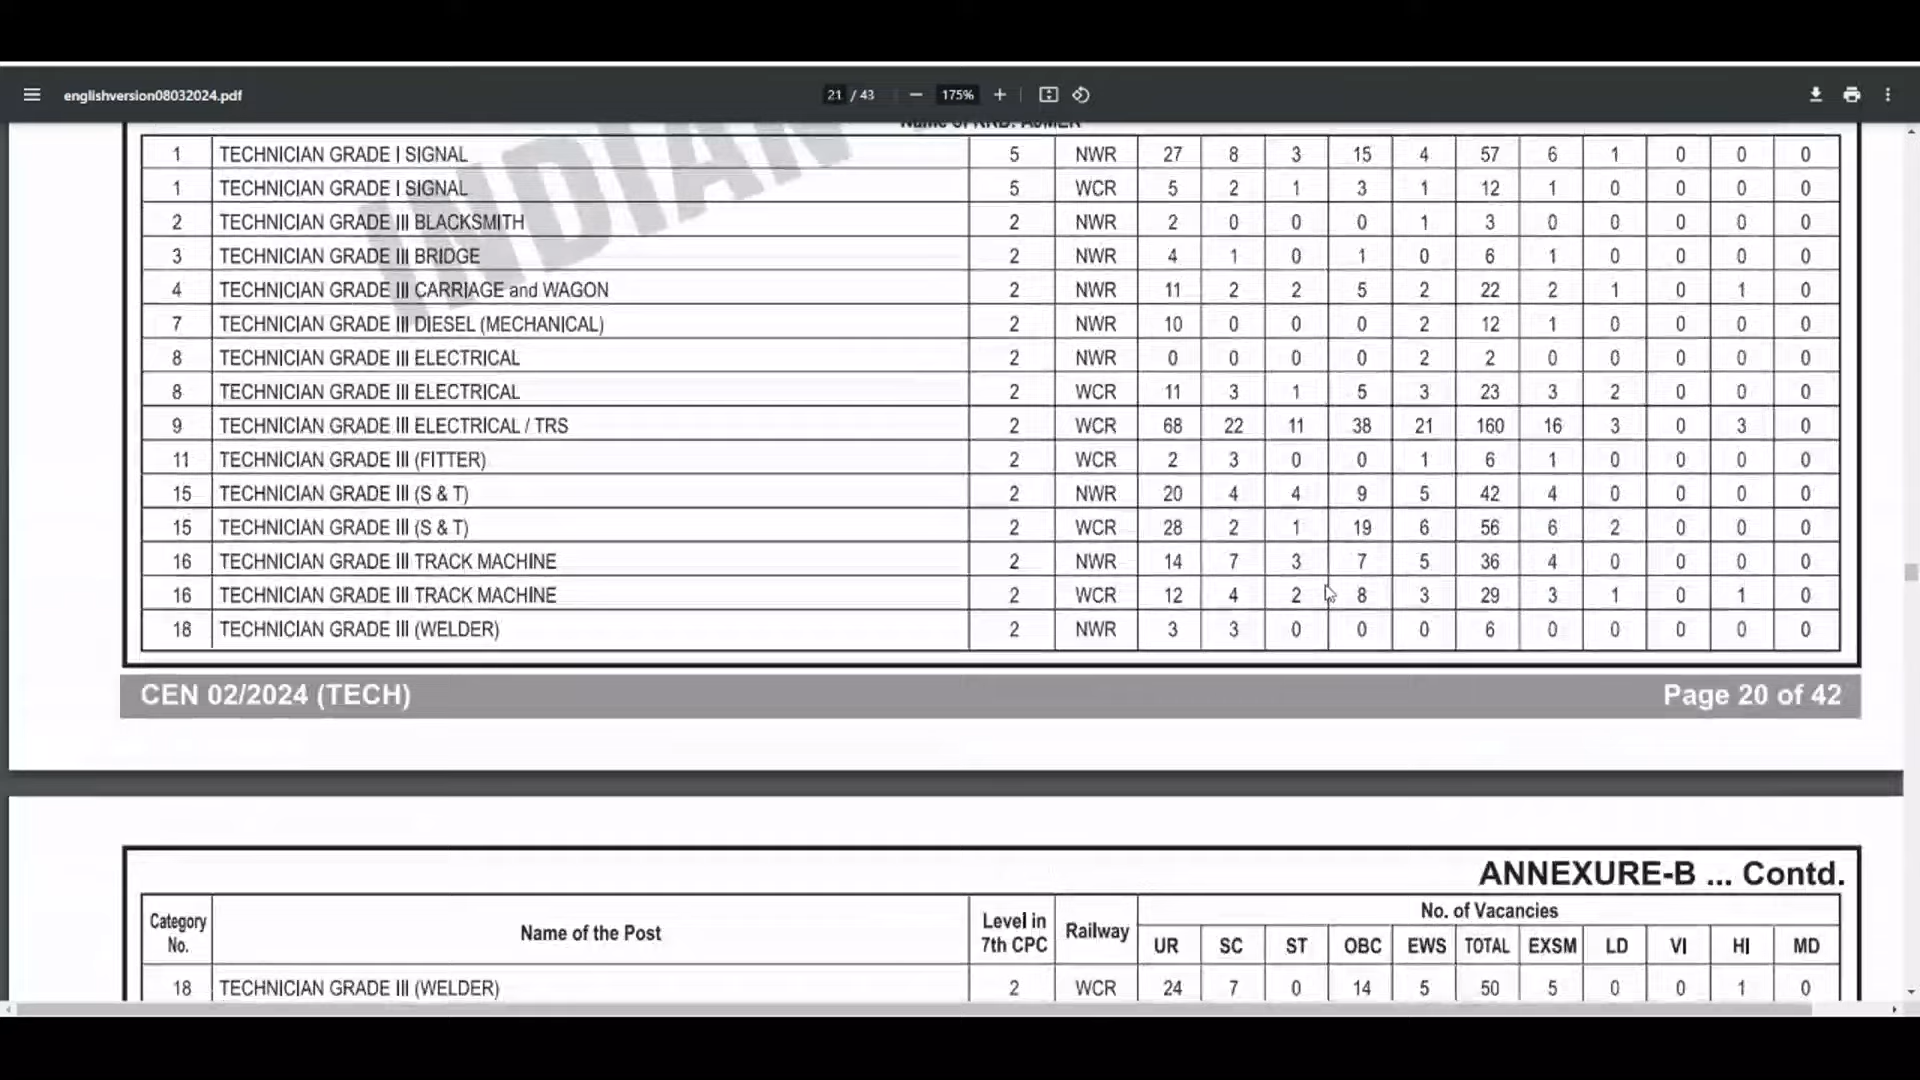 englishversion08032024.pdf 21 / 43 175%
Name of RRB: AJMER
INDIAN
1 TECHNICIAN GRADE I SIGNAL 5 NWR 27 8 3 15 4 57 6 1 0 0 0
1 TECHNICIAN GRADE I SIGNAL 5 WCR 5 2 1 3 1 12 1 0 0 0 0
2 TECHNICIAN GRADE III BLACKSMITH 2 NWR 2 0 0 0 1 3 0 0 0 0 0
3 TECHNICIAN GRADE III BRIDGE 2 NWR 4 1 0 1 0 6 1 0 0 0 0
4 TECHNICIAN GRADE III CARRIAGE and WAGON 2 NWR 11 2 2 5 2 22 2 1 0 1 0
7 TECHNICIAN GRADE III DIESEL (MECHANICAL) 2 NWR 10 0 0 0 2 12 1 0 0 0 0
8 TECHNICIAN GRADE III ELECTRICAL 2 NWR 0 0 0 0 2 2 0 0 0 0 0
8 TECHNICIAN GRADE III ELECTRICAL 2 WCR 11 3 1 5 3 23 3 2 0 0 0
9 TECHNICIAN GRADE III ELECTRICAL / TRS 2 WCR 68 22 11 38 21 160 16 3 0 3 0
11 TECHNICIAN GRADE III (FITTER) 2 WCR 2 3 0 0 1 6 1 0 0 0 0
15 TECHNICIAN GRADE III (S & T) 2 NWR 20 4 4 9 5 42 4 0 0 0 0
15 TECHNICIAN GRADE III (S & T) 2 WCR 28 2 1 19 6 56 6 2 0 0 0
16 TECHNICIAN GRADE III TRACK MACHINE 2 NWR 14 7 3 7 5 36 4 0 0 0 0
16 TECHNICIAN GRADE III TRACK MACHINE 2 WCR 12 4 2 8 3 29 3 1 0 1 0
18 TECHNICIAN GRADE III (WELDER) 2 NWR 3 3 0 0 0 6 0 0 0 0 0
CEN 02/2024 (TECH) Page 20 of 42
ANNEXURE-B ... Contd.
Category No. Name of the Post Level in 7th CPC Railway No. of Vacancies
UR SC ST OBC EWS TOTAL EXSM LD VI HI MD
18 TECHNICIAN GRADE III (WELDER) 2 WCR 24 7 0 14 5 50 5 0 0 1 0